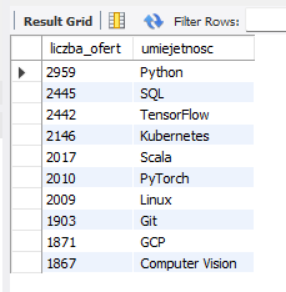 Result Grid Filter Rows:
liczba_ofert umiejetnosc
2959 Python
2445 SQL
2442 TensorFlow
2146 Kubernetes
2017 Scala
2010 PyTorch
2009 Linux
1903 Git
1871 GCP
1867 Computer Vision